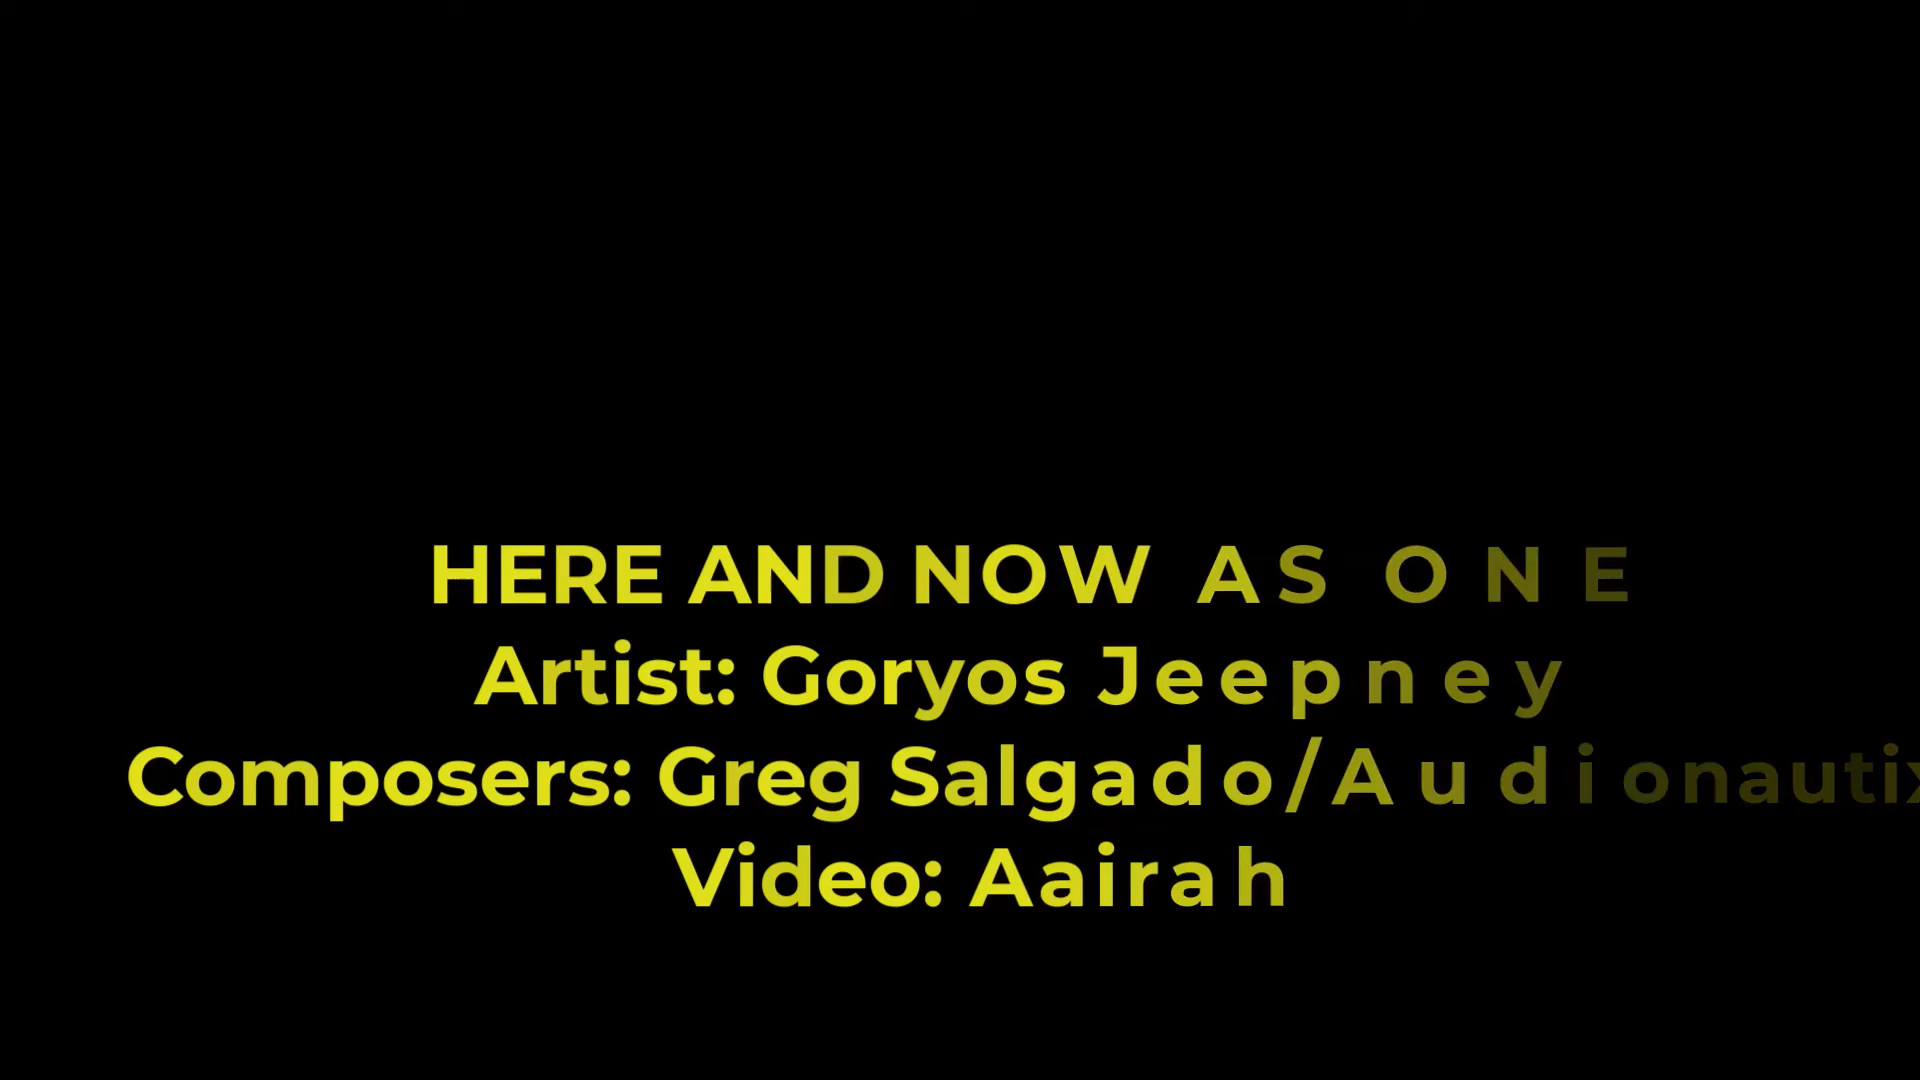 HERE AND NOW AS ONE
Artist: Goryos Jeepney
Composers: Greg Salgado/Audionautix
Video: Aairah